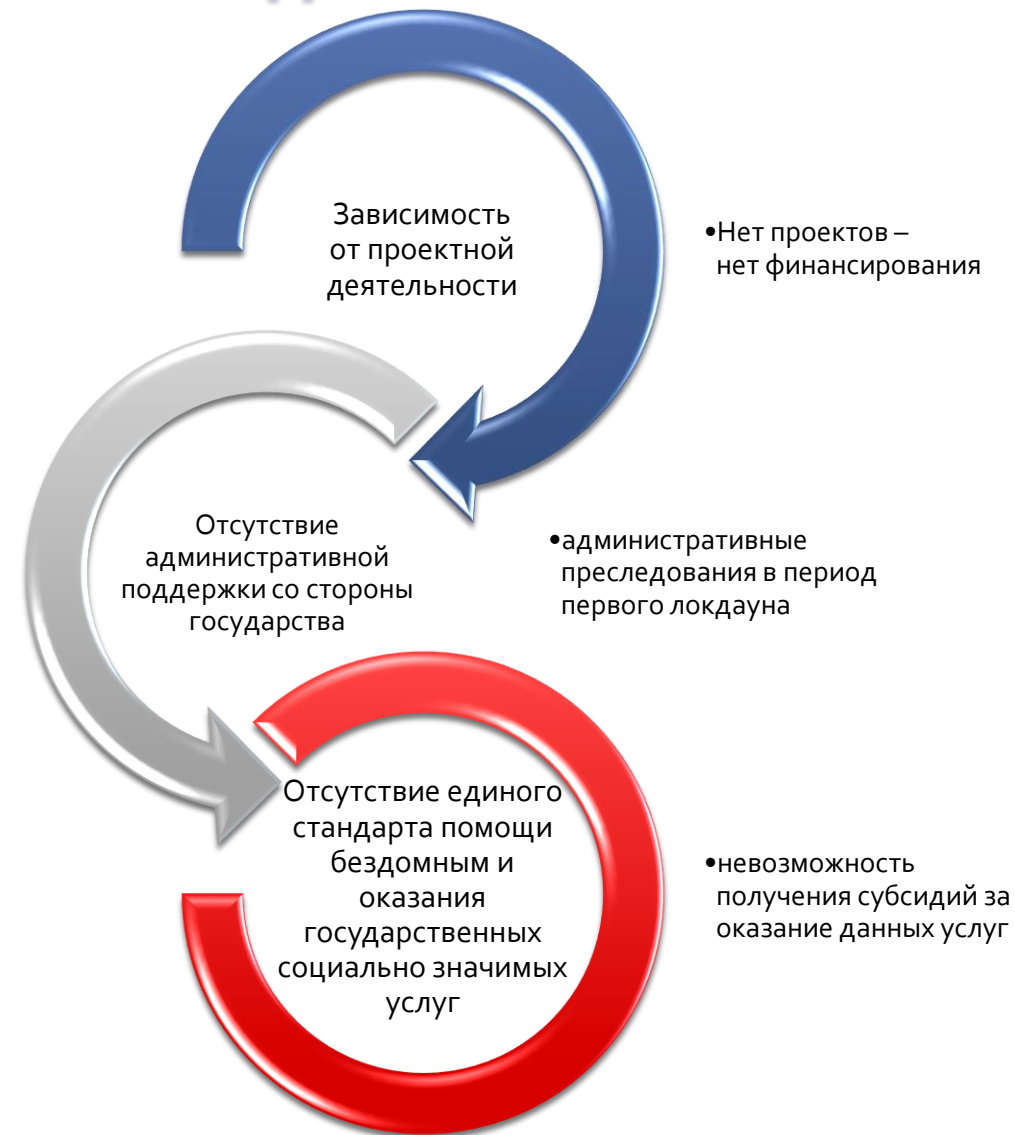 Зависимость
от проектной
деятельности
•Нет проектов –
нет финансирования
Отсутствие
административной
поддержки со стороны
государства
•административные
преследования в период
первого локдауна
Отсутствие единого
стандарта помощи
бездомным и
оказания
государственных
социально значимых
услуг
•невозможность
получения субсидий за
оказание данных услуг